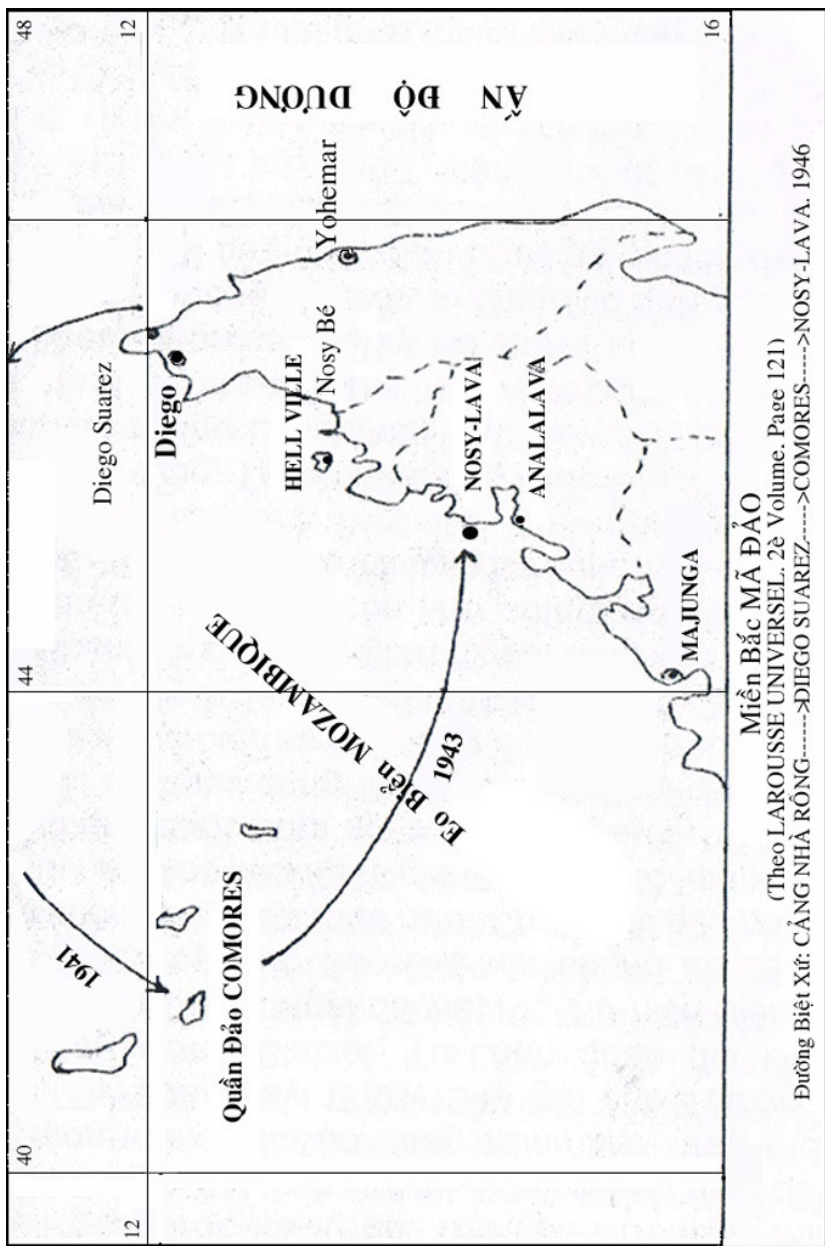 48
12
16
44
40
12
ẤN ĐỘ DƯƠNG
Diego Suarez
Diego
Yohemar
Nosy Bé
HELL VILLE
NOSY-LAVA
ANALALAVA
MAJUNGA
Eo Biển MOZAMBIQUE
1943
1941
Quần Đảo COMORES
Miền Bắc MÃ ĐẢO
(Theo LAROUSSE UNIVERSEL. 2è Volume. Page 121)
Đường Biệt Xứ: CẢNG NHÀ RỒNG------>DIEGO SUAREZ----->COMORES----->NOSY-LAVA. 1946